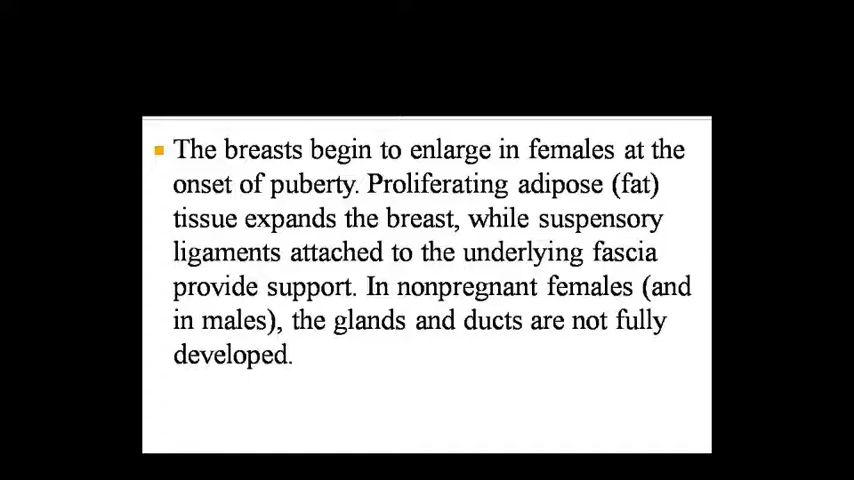 The breasts begin to enlarge in females at the
onset of puberty. Proliferating adipose (fat)
tissue expands the breast, while suspensory
ligaments attached to the underlying fascia
provide support. In nonpregnant females (and
in males), the glands and ducts are not fully
developed.